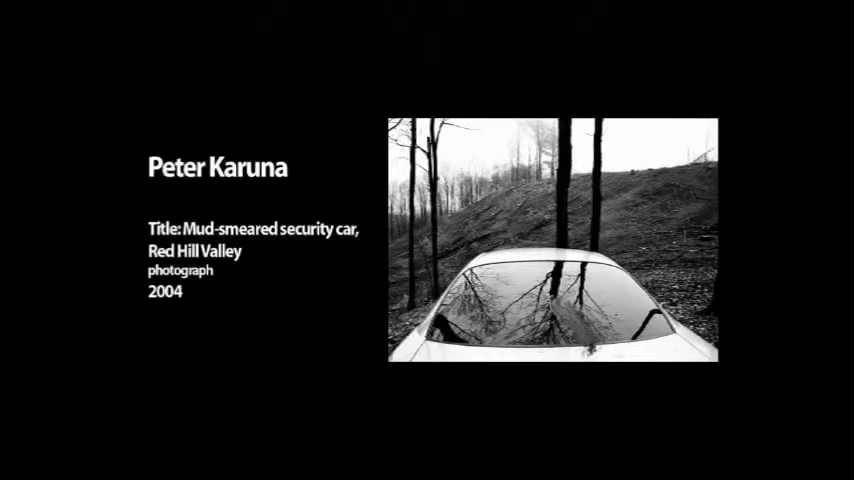 Peter Karuna
Title: Mud-smeared security car,
Red Hill Valley
photograph
2004